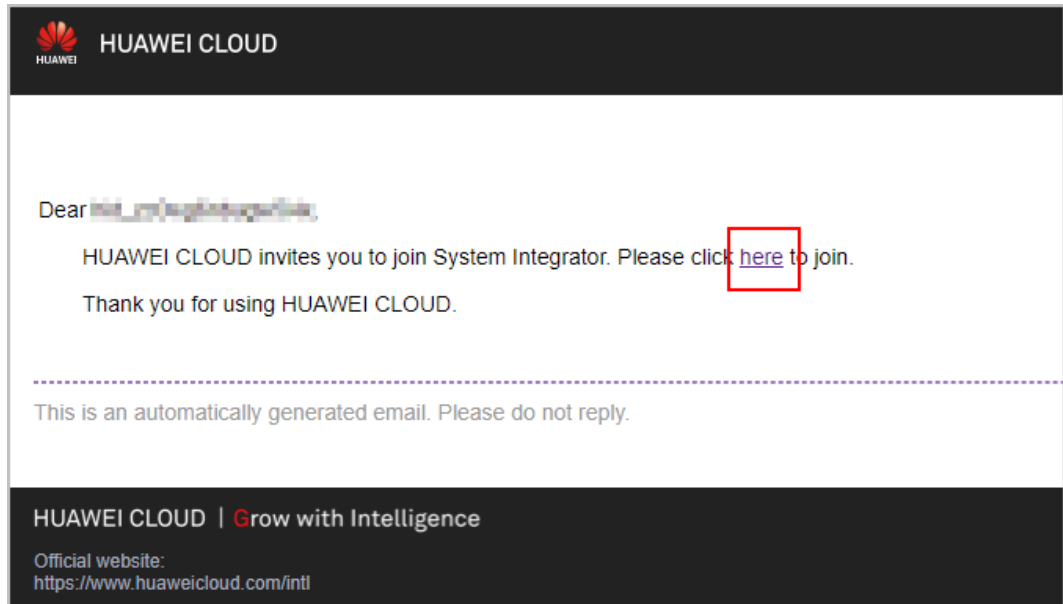 HUAWEI
HUAWEI CLOUD
Dear
HUAWEI CLOUD invites you to join System Integrator. Please click here to join.
Thank you for using HUAWEI CLOUD.
This is an automatically generated email. Please do not reply.
HUAWEI CLOUD | Grow with Intelligence
Official website:
https://www.huaweicloud.com/intl